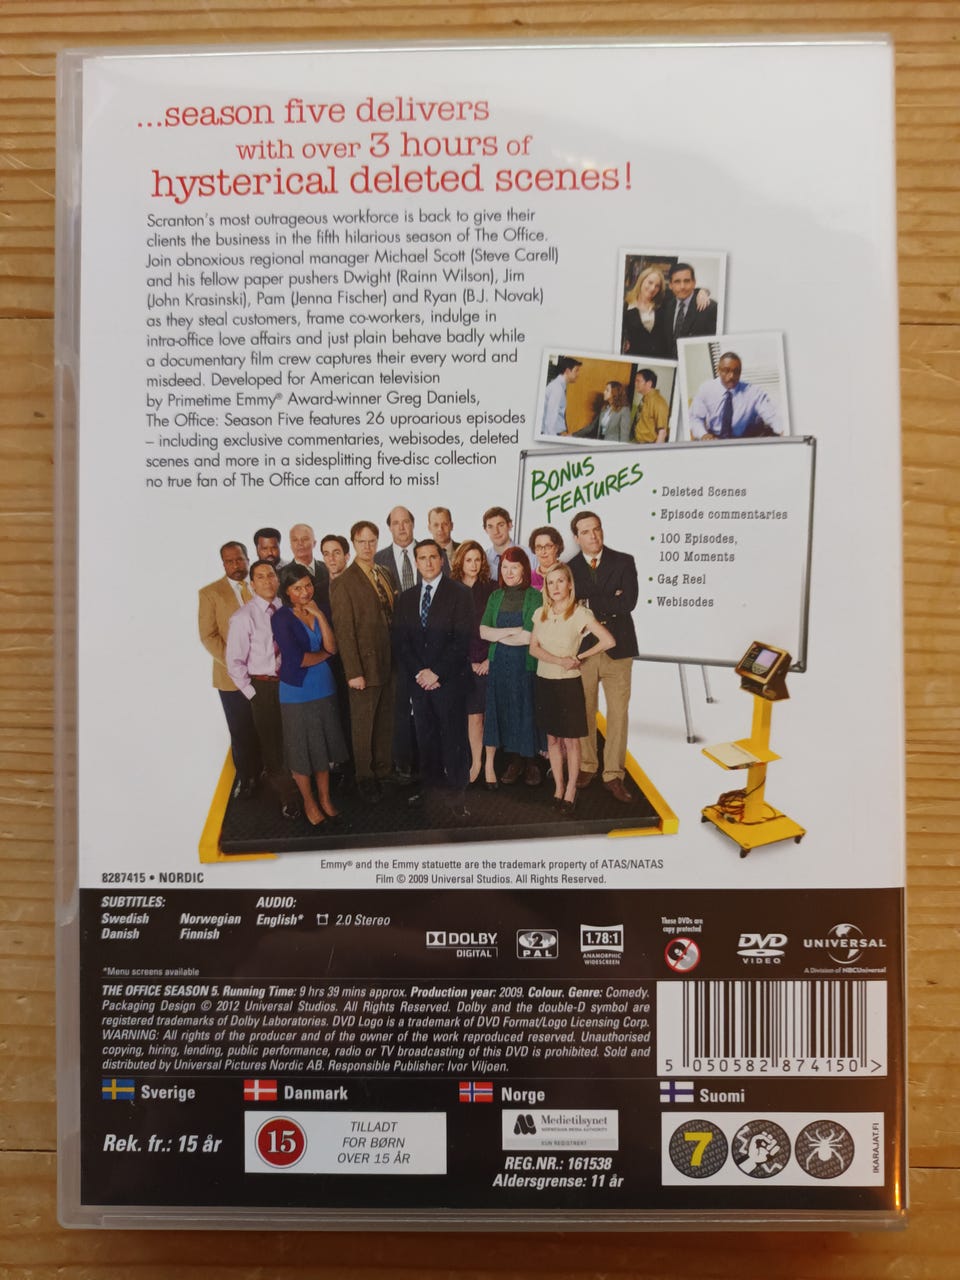 ...season five delivers
with over 3 hours of
hysterical deleted scenes!
Scranton's most outrageous workforce is back to give their
clients the business in the fifth hilarious season of The Office.
Join obnoxious regional manager Michael Scott (Steve Carell)
and his fellow paper pushers Dwight (Rainn Wilson), Jim
(John Krasinski), Pam (Jenna Fischer) and Ryan (B.J. Novak)
as they steal customers, frame co-workers, indulge in
intra-office love affairs and just plain behave badly while
a documentary film crew captures their every word and
misdeed. Developed for American television
by Primetime Emmy® Award-winner Greg Daniels,
The Office: Season Five features 26 uproarious episodes
– including exclusive commentaries, webisodes, deleted
scenes and more in a sidesplitting five-disc collection
no true fan of The Office can afford to miss!
BONUS
FEATURES
• Deleted Scenes
• Episode commentaries
• 100 Episodes,
100 Moments
• Gag Reel
• Webisodes
Emmy® and the Emmy statuette are the trademark property of ATAS/NATAS
Film © 2009 Universal Studios. All Rights Reserved.
8287415 • NORDIC
SUBTITLES:
Swedish Norwegian
Danish Finnish
AUDIO:
English* 2.0 Stereo
*Menu screens available
DOLBY
DIGITAL
2
PAL
1.78:1
ANAMORPHIC
WIDESCREEN
These DVDs are
copy protected
DVD
VIDEO
UNIVERSAL
A Division of NBCUniversal
THE OFFICE SEASON 5. Running Time: 9 hrs 39 mins approx. Production year: 2009. Colour. Genre: Comedy.
Packaging Design © 2012 Universal Studios. All Rights Reserved. Dolby and the double-D symbol are
registered trademarks of Dolby Laboratories. DVD Logo is a trademark of DVD Format/Logo Licensing Corp.
WARNING: All rights of the producer and of the owner of the work reproduced reserved. Unauthorised
copying, hiring, lending, public performance, radio or TV broadcasting of this DVD is prohibited. Sold and
distributed by Universal Pictures Nordic AB. Responsible Publisher: Ivor Viljoen.
5 050582 874150 >
Sverige
Rek. fr.: 15 år
Danmark
15
TILLADT
FOR BØRN
OVER 15 ÅR
Norge
Medietilsynet
NORWEGIAN MEDIA AUTHORITY
KUN REGISTRERT
REG.NR.: 161538
Aldersgrense: 11 år
Suomi
7
IKARAJAT.FI